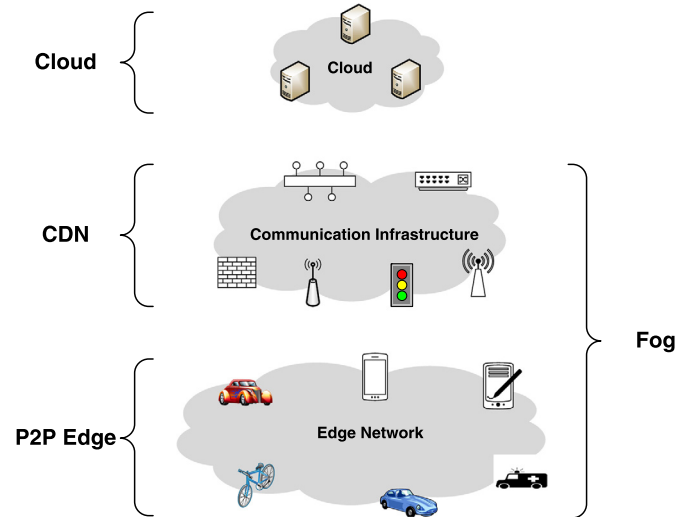 Cloud
Cloud
CDN
Communication Infrastructure
Fog
P2P Edge
Edge Network